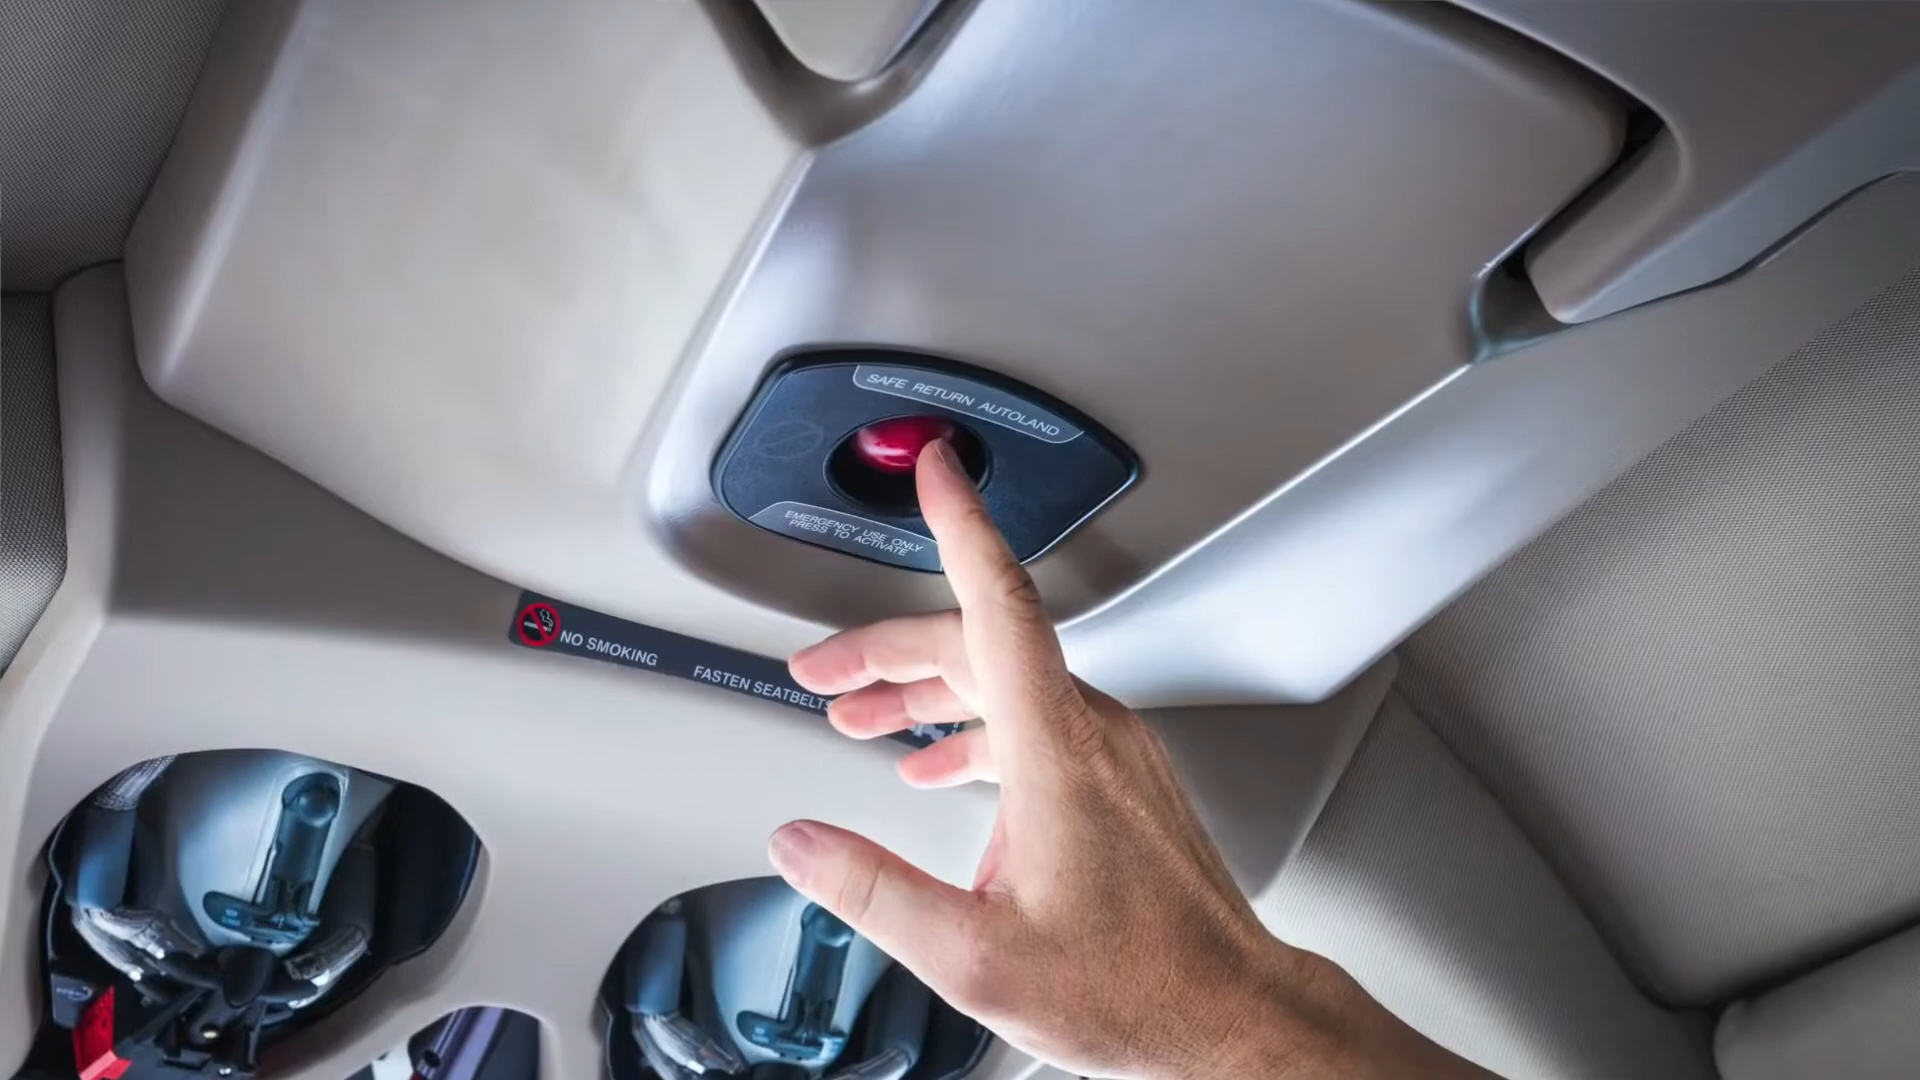 SAFE RETURN AUTOLAND
EMERGENCY USE ONLY
PRESS TO ACTIVATE
NO SMOKING
FASTEN SEATBELTS